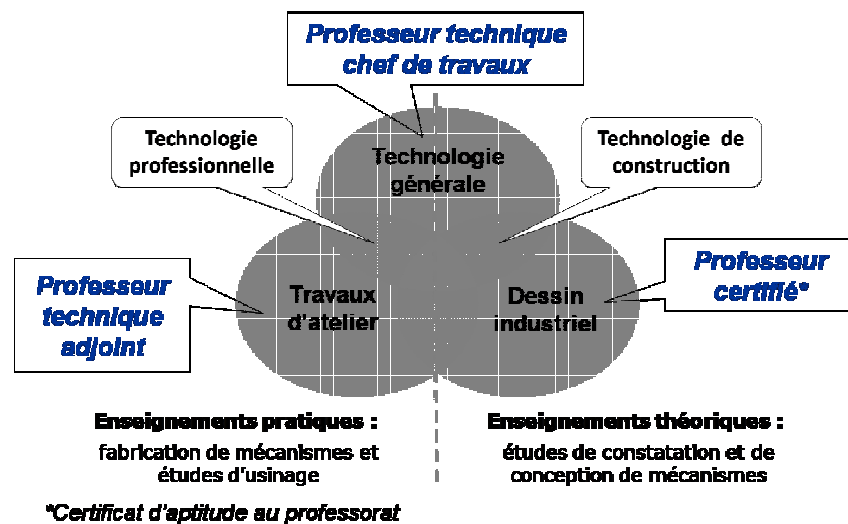 Professeur technique
chef de travaux
Technologie
professionnelle
Technologie de
construction
Technologie
générale
Professeur
technique
adjoint
Travaux
d'atelier
Dessin
industriel
Professeur
certifié*
Enseignements pratiques :
fabrication de mécanismes et
études d'usinage
Enseignements théoriques :
études de constatation et de
conception de mécanismes
*Certificat d'aptitude au professorat